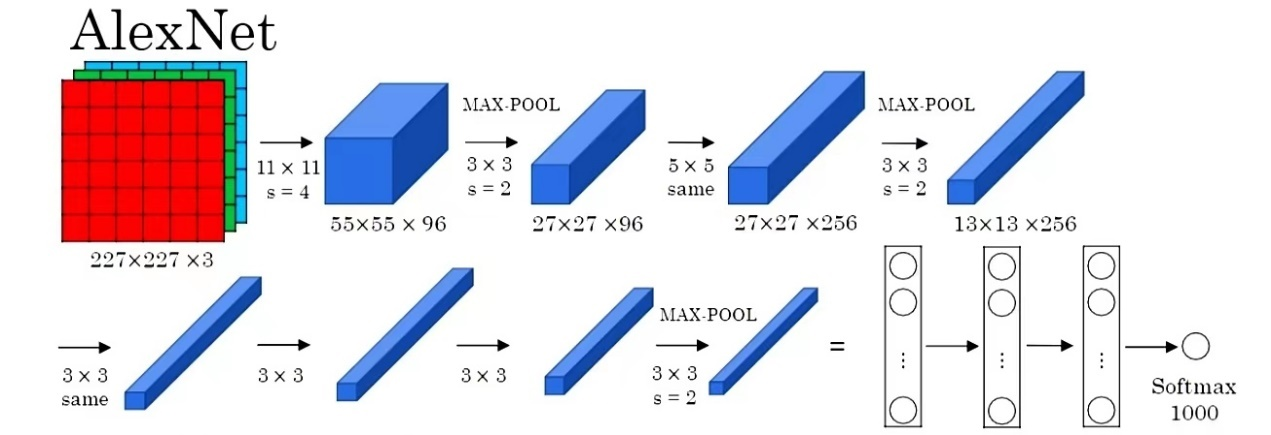 AlexNet
227×227 ×3
11 × 11
s = 4
55×55 × 96
MAX-POOL
3 × 3
s = 2
27×27 ×96
5 × 5
same
27×27 ×256
MAX-POOL
3 × 3
s = 2
13×13 ×256
3 × 3
same
3 × 3
3 × 3
MAX-POOL
3 × 3
s = 2
=
⋮
⋮
⋮
Softmax
1000